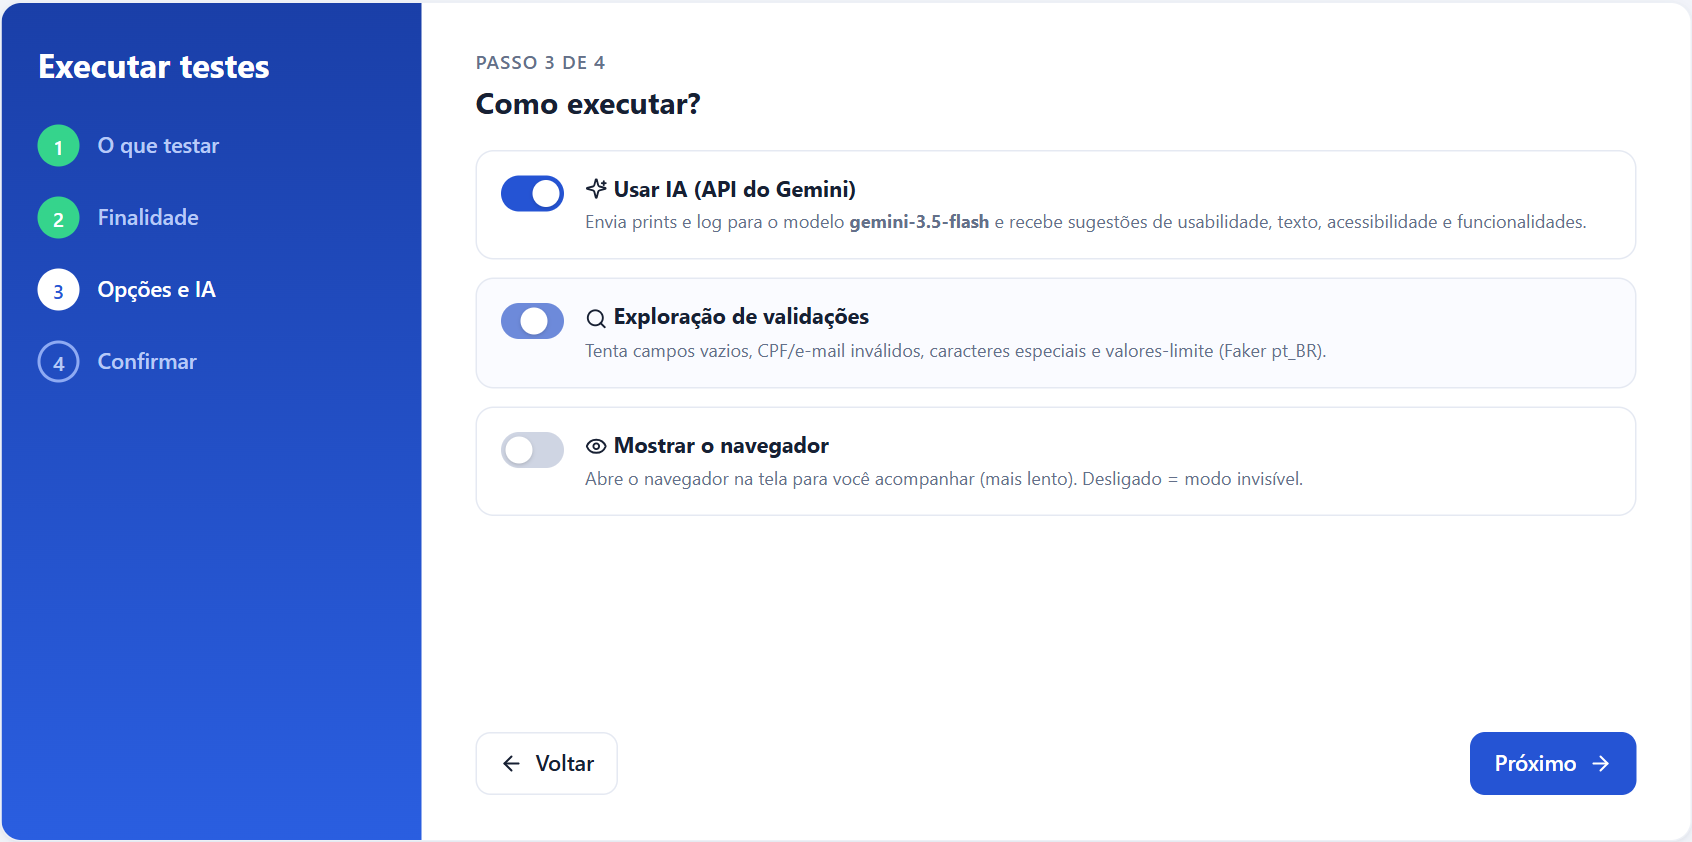 Executar testes
1 O que testar
2 Finalidade
3 Opções e IA
4 Confirmar
PASSO 3 DE 4
Como executar?
Usar IA (API do Gemini)
Envia prints e log para o modelo gemini-3.5-flash e recebe sugestões de usabilidade, texto, acessibilidade e funcionalidades.
Exploração de validações
Tenta campos vazios, CPF/e-mail inválidos, caracteres especiais e valores-limite (Faker pt_BR).
Mostrar o navegador
Abre o navegador na tela para você acompanhar (mais lento). Desligado = modo invisível.
Voltar
Próximo